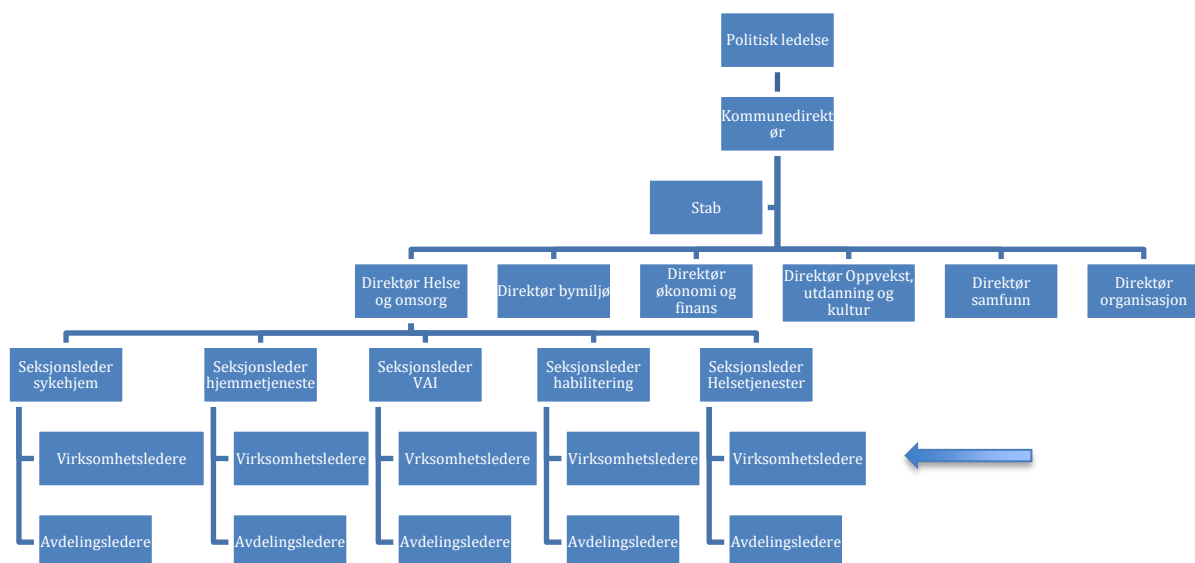 Politisk ledelse
Kommunedirekt
ør
Stab
Direktør Helse
og omsorg
Direktør bymiljø
Direktør
økonomi og
finans
Direktør Oppvekst,
utdanning og
kultur
Direktør
samfunn
Direktør
organisasjon
Seksjonsleder
sykehjem
Seksjonsleder
hjemmetjeneste
Seksjonsleder
VAI
Seksjonsleder
habilitering
Seksjonsleder
Helsetjenester
Virksomhetsledere
Virksomhetsledere
Vrksomhetsledere
Virksomhetsledere
Virksomhetsledere
Avdelingsledere
Avdelingsledere
Avdelingsledere
Avdelingsledere
Avdelingsledere